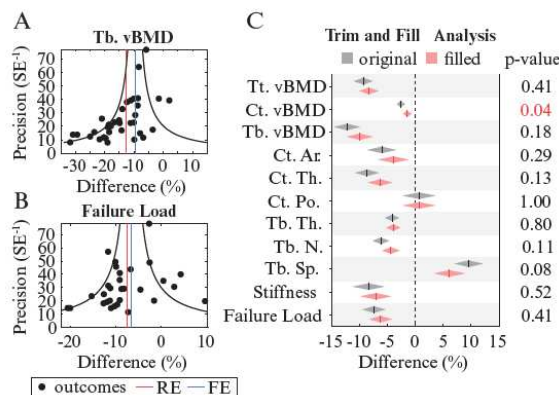 A
Tb. vBMD
Precision (SE-1)
70
60
50
40
30
20
10
-30 -20 -10 0 10
Difference (%)
B
Failure Load
Precision (SE-1)
80
70
60
50
40
30
20
10
-20 -10 0 10
Difference (%)
outcomes RE FE
C
Trim and Fill Analysis
original filled p-value
Tt. vBMD 0.41
Ct. vBMD 0.04
Tb. vBMD 0.18
Ct. Ar. 0.29
Ct. Th. 0.13
Ct. Po. 1.00
Tb. Th. 0.80
Tb. N. 0.11
Tb. Sp. 0.08
Stiffness 0.52
Failure Load 0.41
-15 -10 -5 0 5 10 15
Difference (%)